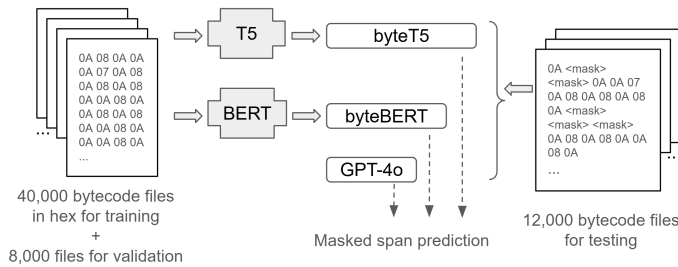 0A 08 0A 0A
0A 07 0A 08
0A 08 0A 08
0A 0A 08 0A
0A 08 0A 08
0A 0A 08 0A
0A 0A 08 0A
...
...
40,000 bytecode files
in hex for training
+
8,000 files for validation
T5
BERT
byteT5
byteBERT
GPT-4o
Masked span prediction
0A <mask>
<mask> 0A 0A 07
0A 08 0A 08 0A 08
0A <mask>
<mask> <mask>
0A 08 0A 08 0A 0A
08 0A
...
..
12,000 bytecode files
for testing